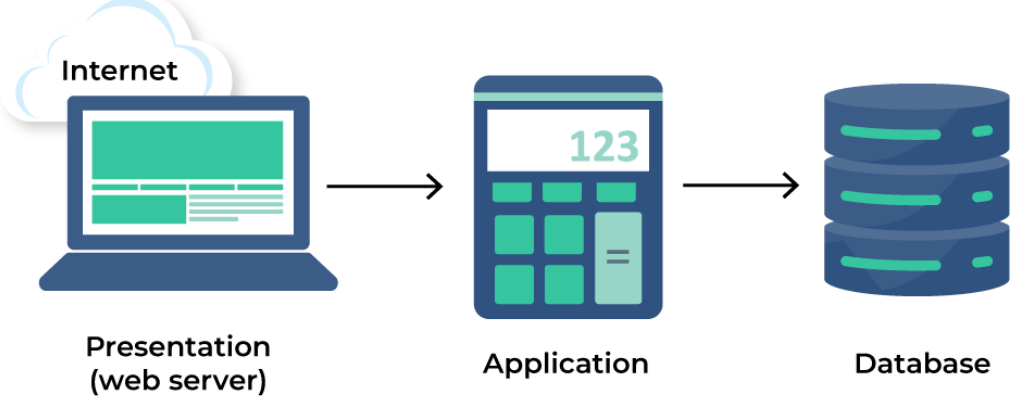 Internet
123
=
Presentation
(web server)
Application
Database